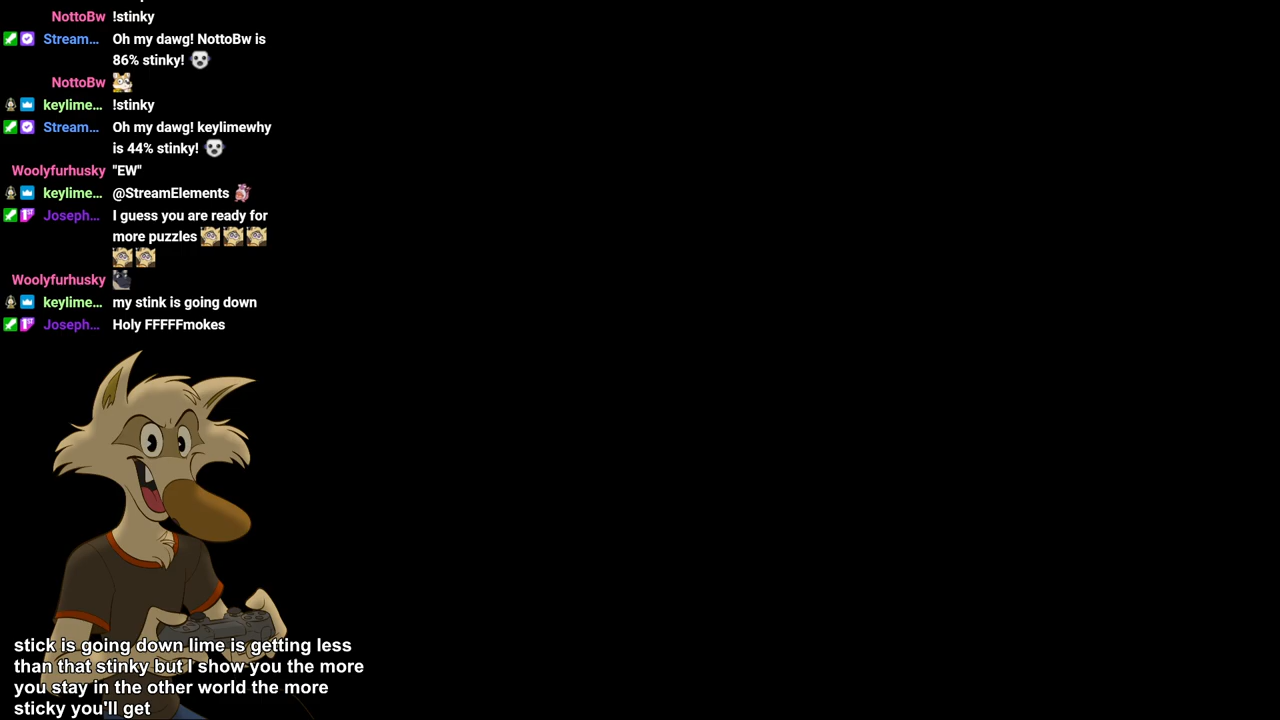 NottoBw !stinky
Stream... Oh my dawg! NottoBw is
86% stinky!
NottoBw
keylime... !stinky
Stream... Oh my dawg! keylimewhy
is 44% stinky!
Woolyfurhusky "EW"
keylime... @StreamElements
Joseph... I guess you are ready for
more puzzles
Woolyfurhusky
keylime... my stink is going down
Joseph... Holy FFFFFmokes
stick is going down lime is getting less
than that stinky but I show you the more
you stay in the other world the more
sticky you'll get